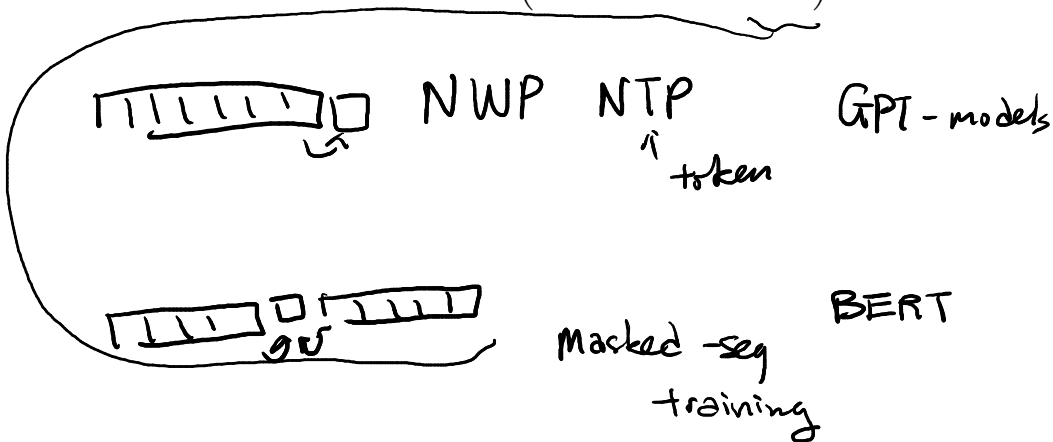 NWP NTP GPT-models
token
BERT
Masked-seq
training